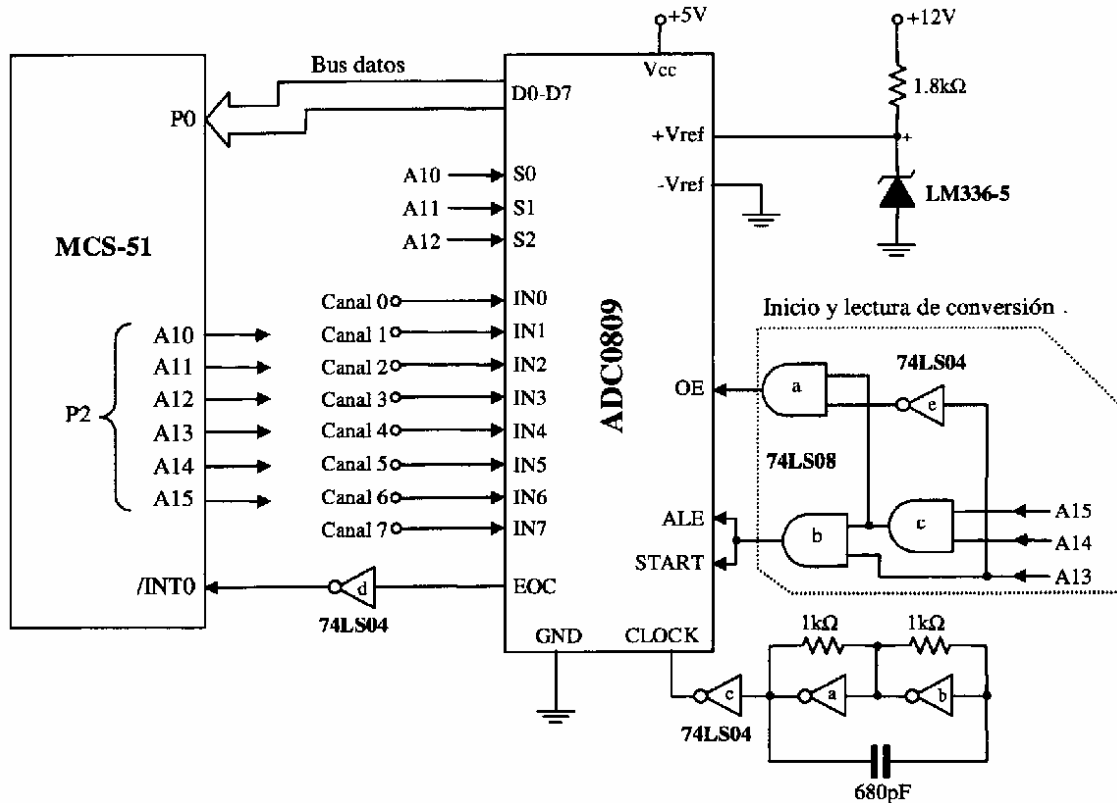 +5V
+12V
Bus datos
Vcc
D0-D7
1.8kΩ
P0
+Vref
+
A10
S0
-Vref
LM336-5
A11
S1
MCS-51
A12
S2
ADC0809
Canal 0
IN0
Inicio y lectura de conversión .
A10
Canal 1
IN1
A11
Canal 2
IN2
74LS04
P2
A12
Canal 3
IN3
OE
a
e
A13
Canal 4
IN4
A14
Canal 5
IN5
74LS08
A15
Canal 6
IN6
ALE
c
A15
Canal 7
IN7
b
A14
START
A13
/INT0
d
EOC
74LS04
GND
CLOCK
1kΩ
1kΩ
c
a
b
74LS04
680pF